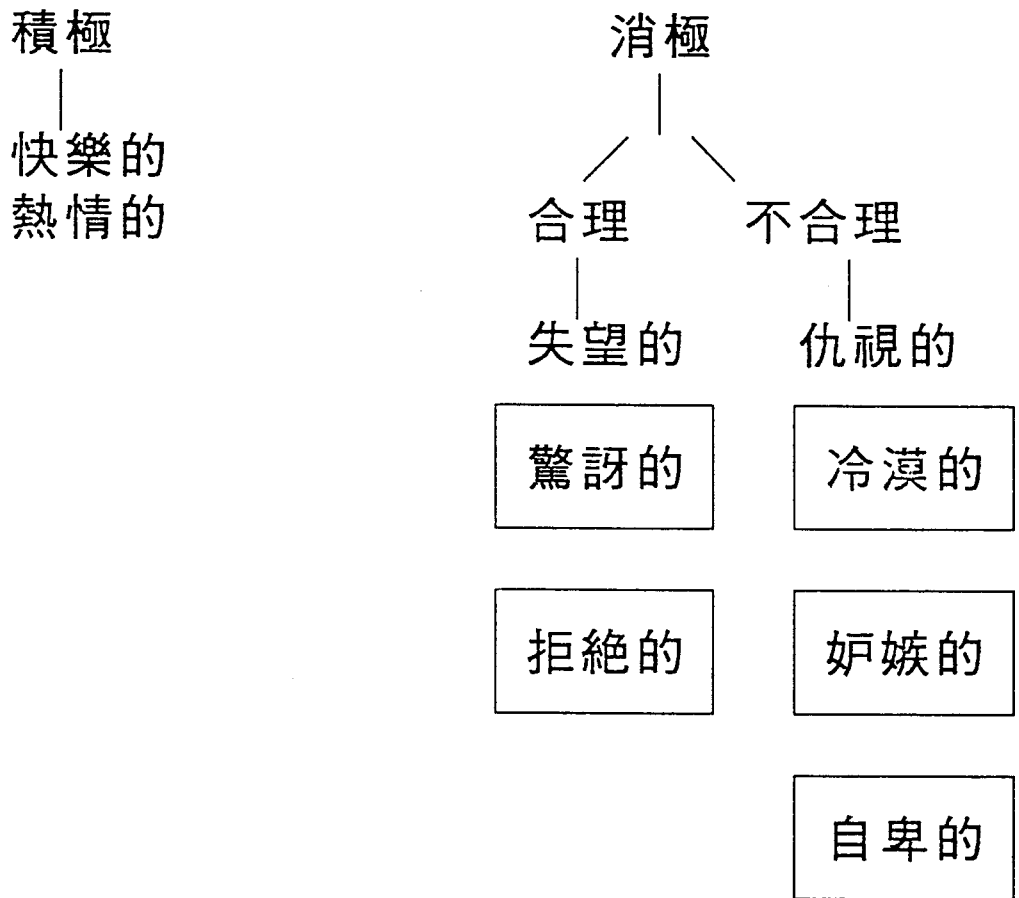 積極
消極
快樂的
熱情的
合理
不合理
失望的
仇視的
驚訝的
冷漠的
拒絕的
妒嫉的
自卑的